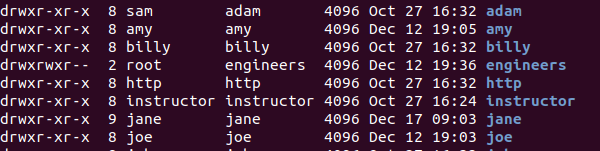 drwxr-xr-x 8 sam adam 4096 Oct 27 16:32 adam
drwxr-xr-x 8 amy amy 4096 Dec 12 19:05 amy
drwxr-xr-x 8 billy billy 4096 Oct 27 16:32 billy
drwxrwxr-- 2 root engineers 4096 Dec 12 19:36 engineers
drwxr-xr-x 8 http http 4096 Oct 27 16:32 http
drwxr-xr-x 8 instructor instructor 4096 Oct 27 16:24 instructor
drwxr-xr-x 9 jane jane 4096 Dec 17 09:03 jane
drwxr-xr-x 8 joe joe 4096 Dec 12 19:03 joe